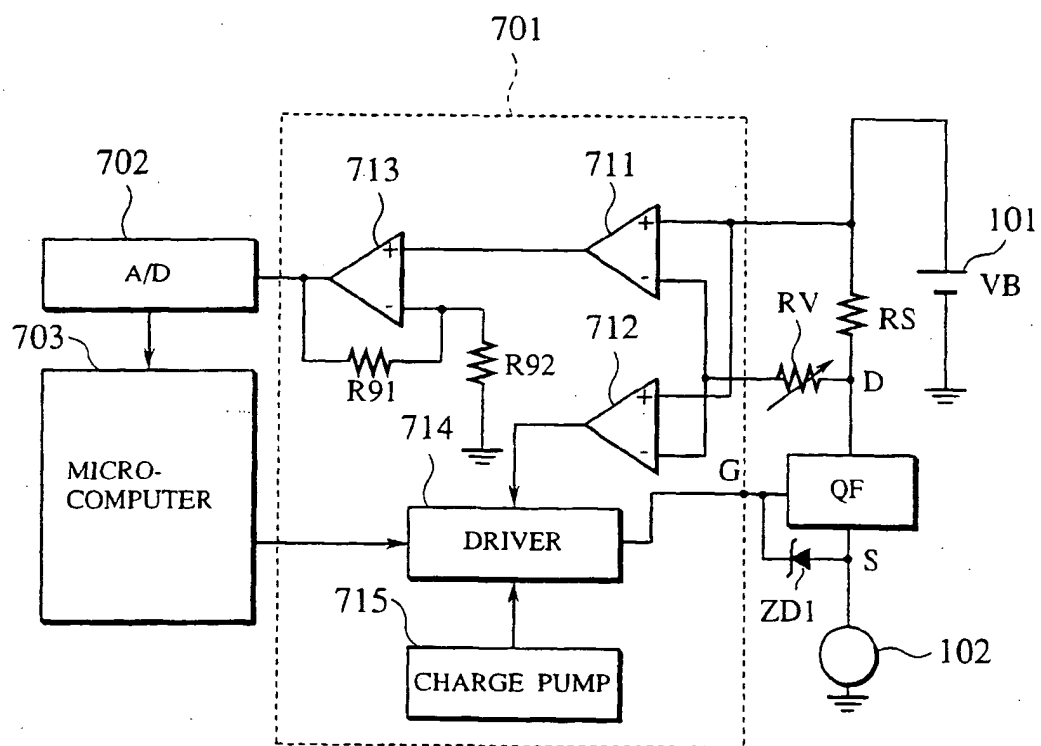 701
702
713
711
101
A/D
+
-
+
-
VB
703
RV
RS
R91
R92
712
D
714
+
-
MICRO-
COMPUTER
G
QF
DRIVER
S
715
ZD1
102
CHARGE PUMP